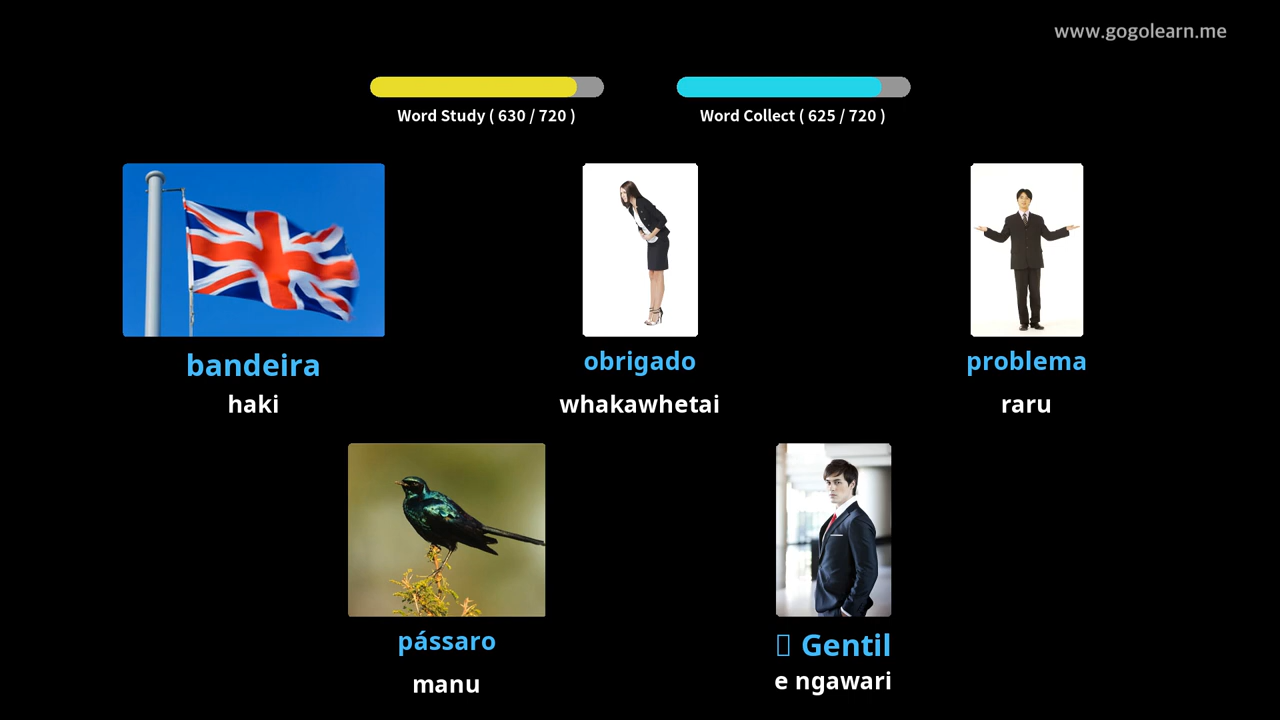 www.gogolearn.me
Word Study ( 630 / 720 )
Word Collect ( 625 / 720 )
bandeira
haki
obrigado
whakawhetai
problema
raru
pássaro
manu
Gentil
e ngawari